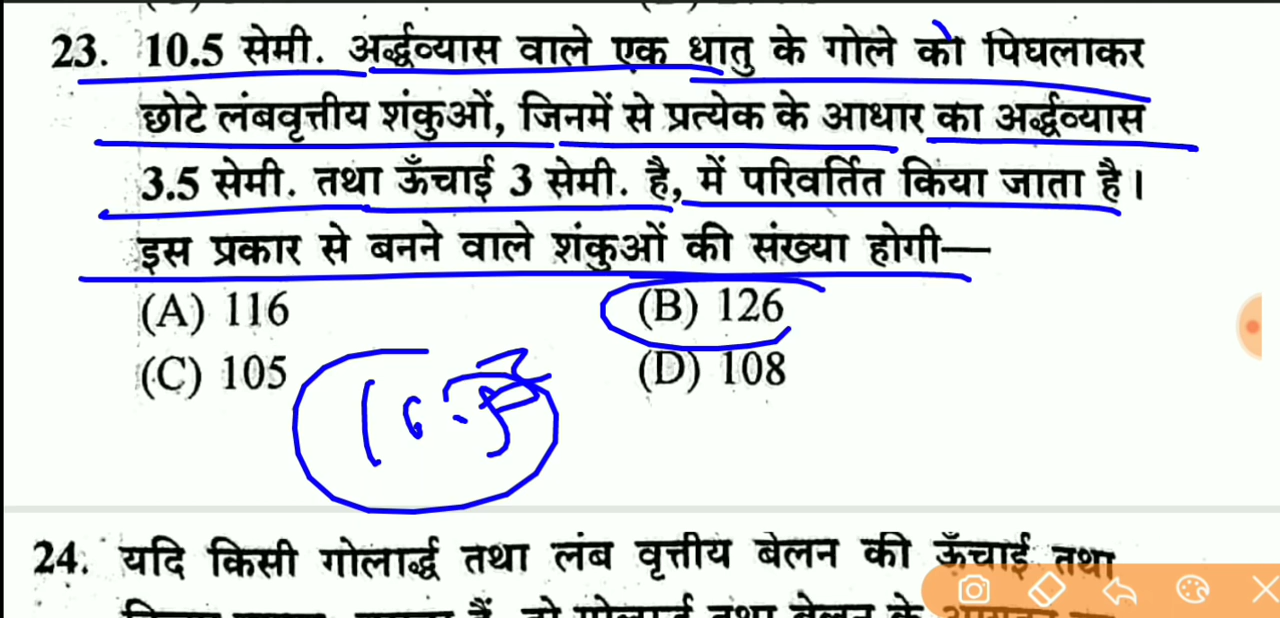 23. 10.5 सेमी. अर्द्धव्यास वाले एक धातु के गोले को पिघलाकर
छोटे लंबवृत्तीय शंकुओं, जिनमें से प्रत्येक के आधार का अर्द्धव्यास
3.5 सेमी. तथा ऊँचाई 3 सेमी. है, में परिवर्तित किया जाता है।
इस प्रकार से बनने वाले शंकुओं की संख्या होगी—
(A) 116
(B) 126
(C) 105
(D) 108
24. यदि किसी गोलार्द्ध तथा लंब वृत्तीय बेलन की ऊँचाई तथा